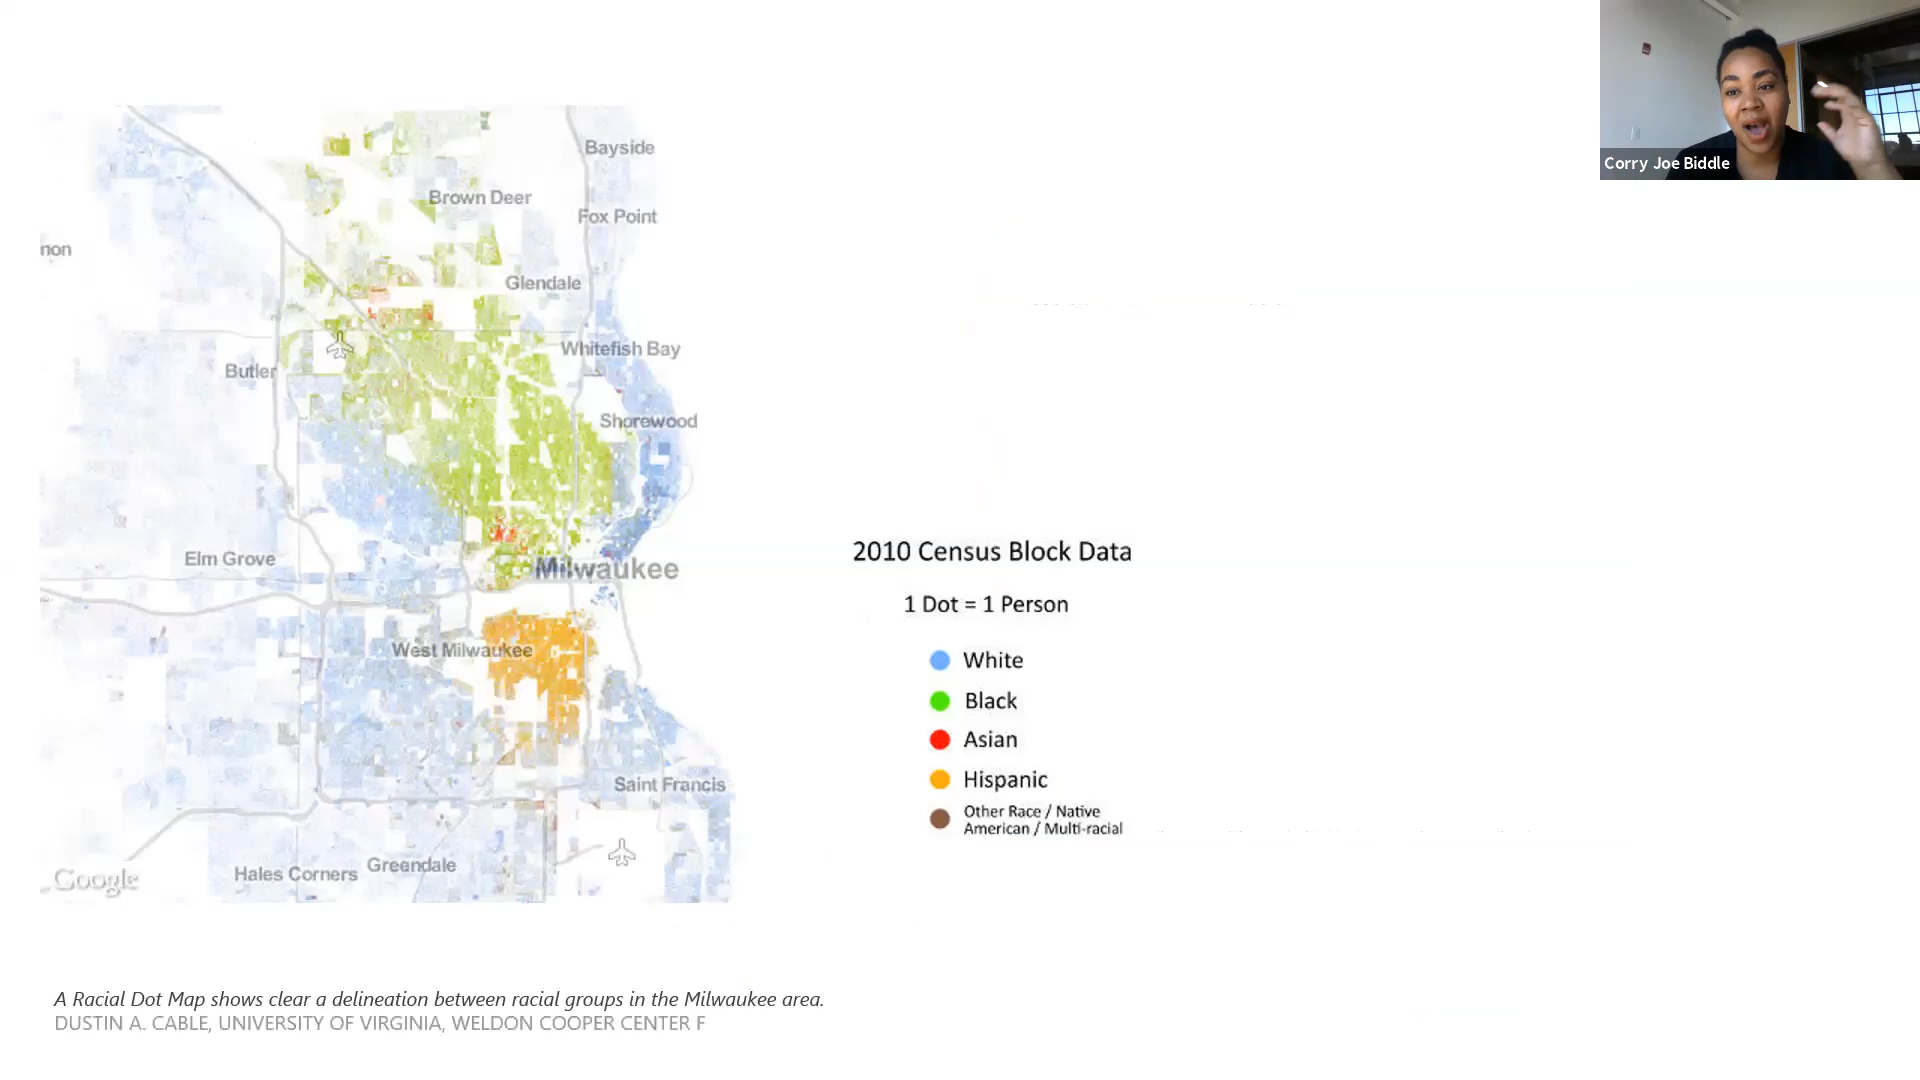 Corry Joe Biddle
Bayside
Brown Deer
Fox Point
non
Glendale
Whitefish Bay
Butler
Shorewood
Elm Grove
Milwaukee
West Milwaukee
Saint Francis
Hales Corners
Greendale
Google
2010 Census Block Data
1 Dot = 1 Person
White
Black
Asian
Hispanic
Other Race / Native
American / Multi-racial
A Racial Dot Map shows clear a delineation between racial groups in the Milwaukee area.
DUSTIN A. CABLE, UNIVERSITY OF VIRGINIA, WELDON COOPER CENTER F